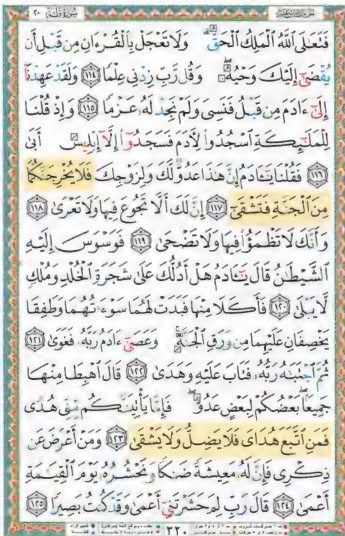 سُورَةُ طه ٢٠
فَتَعَٰلَى ٱللَّهُ ٱلْمَلِكُ ٱلْحَقُّ ۗ وَلَا تَعْجَلْ بِٱلْقُرْءَانِ مِن قَبْلِ أَن
يُقْضَىٰٓ إِلَيْكَ وَحْيُهُۥ ۖ وَقُل رَّبِّ زِدْنِى عِلْمًا ﴿١١٤﴾ وَلَقَدْ عَهِدْنَآ
إِلَىٰٓ ءَادَمَ مِن قَبْلُ فَنَسِىَ وَلَمْ نَجِدْ لَهُۥ عَزْمًا ﴿١١٥﴾ وَإِذْ قُلْنَا
لِلْمَلَٰٓئِكَةِ ٱسْجُدُوا۟ لِـَٔادَمَ فَسَجَدُوٓا۟ إِلَّآ إِبْلِيسَ أَبَىٰ
﴿١١٦﴾ فَقُلْنَا يَٰٓـَٔادَمُ إِنَّ هَٰذَا عَدُوٌّ لَّكَ وَلِزَوْجِكَ فَلَا يُخْرِجَنَّكُمَا
مِنَ ٱلْجَنَّةِ فَتَشْقَىٰٓ ﴿١١٧﴾ إِنَّ لَكَ أَلَّا تَجُوعَ فِيهَا وَلَا تَعْرَىٰ ﴿١١٨﴾
وَأَنَّكَ لَا تَظْمَؤُا۟ فِيهَا وَلَا تَضْحَىٰ ﴿١١٩﴾ فَوَسْوَسَ إِلَيْهِ
ٱلشَّيْطَٰنُ قَالَ يَٰٓـَٔادَمُ هَلْ أَدُلُّكَ عَلَىٰ شَجَرَةِ ٱلْخُلْدِ وَمُلْكٍ
لَّا يَبْلَىٰ ﴿١٢٠﴾ فَأَكَلَا مِنْهَا فَبَدَتْ لَهُمَا سَوْءَٰتُهُمَا وَطَفِقَا
يَخْصِفَانِ عَلَيْهِمَا مِن وَرَقِ ٱلْجَنَّةِ ۚ وَعَصَىٰٓ ءَادَمُ رَبَّهُۥ فَغَوَىٰ ﴿١٢١﴾
ثُمَّ ٱجْتَبَٰهُ رَبُّهُۥ فَتَابَ عَلَيْهِ وَهَدَىٰ ﴿١٢٢﴾ قَالَ ٱهْبِطَا مِنْهَا
جَمِيعًۢا ۖ بَعْضُكُمْ لِبَعْضٍ عَدُوٌّ ۖ فَإِمَّا يَأْتِيَنَّكُم مِّنِّى هُدًى
فَمَنِ ٱتَّبَعَ هُدَاىَ فَلَا يَضِلُّ وَلَا يَشْقَىٰ ﴿١٢٣﴾ وَمَنْ أَعْرَضَ عَن
ذِكْرِى فَإِنَّ لَهُۥ مَعِيشَةً ضَنكًا وَنَحْشُرُهُۥ يَوْمَ ٱلْقِيَٰمَةِ
أَعْمَىٰ ﴿١٢٤﴾ قَالَ رَبِّ لِمَ حَشَرْتَنِىٓ أَعْمَىٰ وَقَدْ كُنتُ بَصِيرًا ﴿١٢٥﴾
٣٢٠